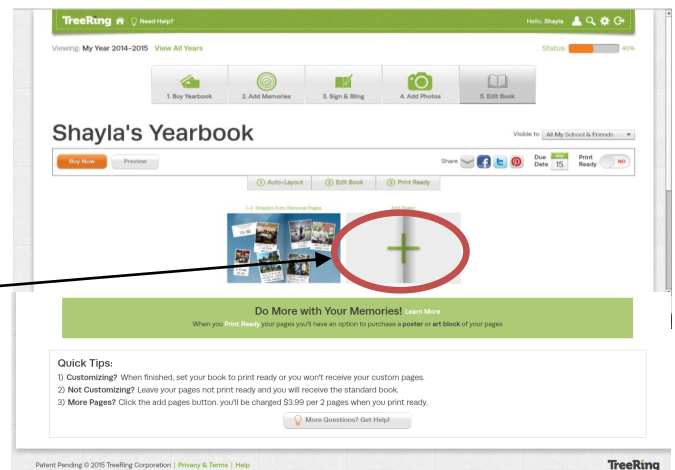 TreeRing Need Help? Hello, Shayla
Viewing: My Year 2014-2015 View All Years Status: 40%
1. Buy Yearbook 2. Add Memories 3. Sign & Bling 4. Add Photos 5. Edit Book
Shayla's Yearbook
Visible to All My School & Friends
Buy Now Preview Share Due Date 15 Print Ready NO
1 Auto-Layout 2 Edit Book 3 Print Ready
1-2 Shayla's Auto Personal Pages Add Pages
Do More with Your Memories! Learn More
When you Print Ready your pages you'll have an option to purchase a poster or art block of your pages
Quick Tips:
1) Customizing? When finished, set your book to print ready or you won't receive your custom pages.
2) Not Customizing? Leave your pages not print ready and you will receive the standard book.
3) More Pages? Click the add pages button. you'll be charged $3.99 per 2 pages when you print ready.
More Questions? Get Help!
Patent Pending © 2015 TreeRing Corporation | Privacy & Terms | Help TreeRing